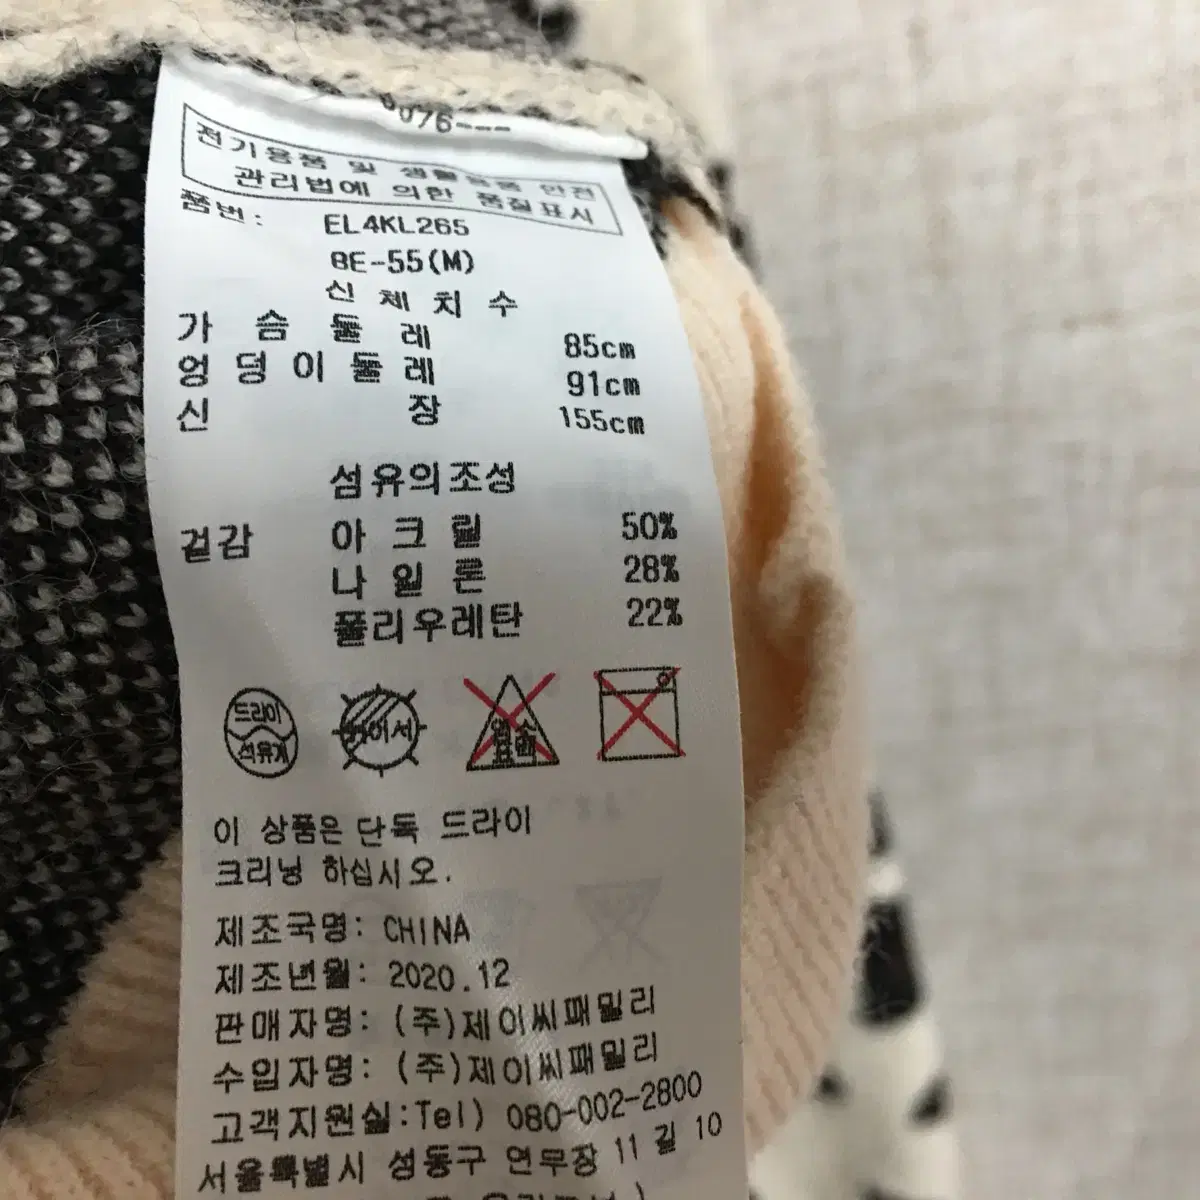 076---
전기용품 및 생활용품 안전
관리법에 의한 품질표시
품번: EL4KL265
BE-55(M)
신 체 치 수
가 슴 둘 레 85cm
엉 덩 이 둘 레 91cm
신 장 155cm
섬유의조성
겉감 아 크 릴 50%
나 일 론 28%
폴리우레탄 22%
드라이
석유계
염소
표백
이 상품은 단독 드라이
크리닝 하십시오.
제조국명: CHINA
제조년월: 2020.12
판매자명: (주)제이씨패밀리
수입자명: (주)제이씨패밀리
고객지원실:Tel) 080-002-2800
서울특별시 성동구 연무장 11 길 10